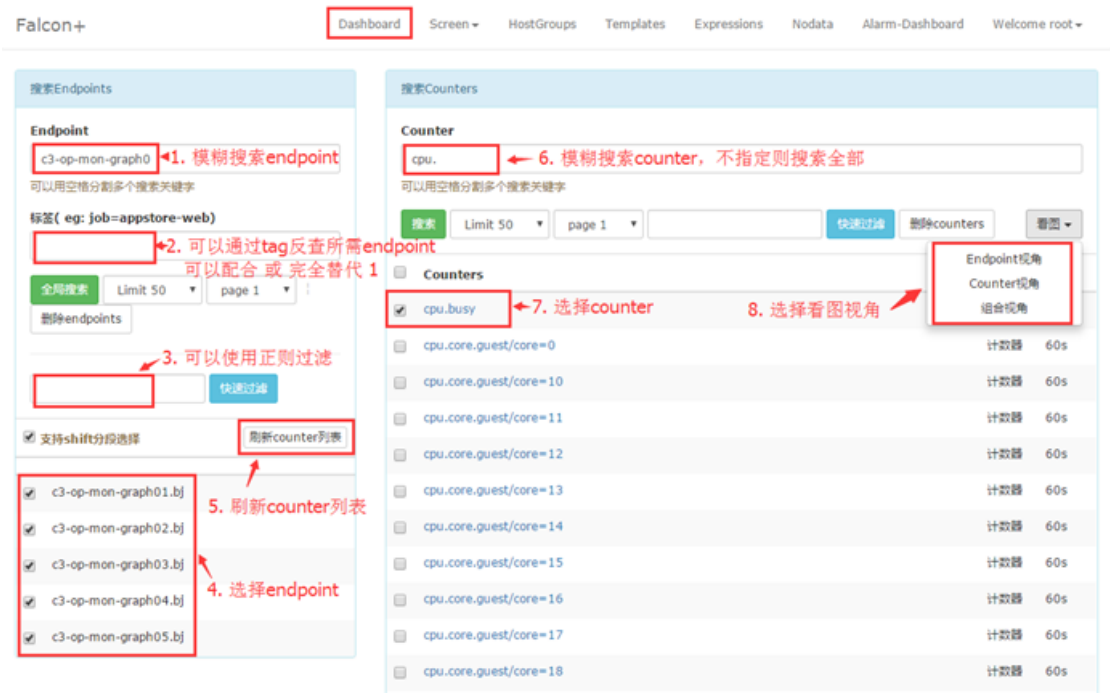 Falcon+ Dashboard Screen HostGroups Templates Expressions Nodata Alarm-Dashboard Welcome root
搜索Endpoints
Endpoint
c3-op-mon-graph0 1. 模糊搜索endpoint
可以用空格分割多个搜索关键字
标签( eg: job=appstore-web)
2. 可以通过tag反查所需endpoint
可以配合 或 完全替代 1
全局搜索 Limit 50 page 1
删除endpoints
3. 可以使用正则过滤
快速过滤
支持shift分段选择 刷新counter列表
5. 刷新counter列表
c3-op-mon-graph01.bj
c3-op-mon-graph02.bj
c3-op-mon-graph03.bj
4. 选择endpoint
c3-op-mon-graph04.bj
c3-op-mon-graph05.bj
搜索Counters
Counter
cpu. 6. 模糊搜索counter，不指定则搜索全部
可以用空格分割多个搜索关键字
搜索 Limit 50 page 1 快速过滤 删除counters 看图
Endpoint视角
Counter视角
组合视角
Counters
cpu.busy 7. 选择counter 8. 选择看图视角
cpu.core.guest/core=0 计数器 60s
cpu.core.guest/core=10 计数器 60s
cpu.core.guest/core=11 计数器 60s
cpu.core.guest/core=12 计数器 60s
cpu.core.guest/core=13 计数器 60s
cpu.core.guest/core=14 计数器 60s
cpu.core.guest/core=15 计数器 60s
cpu.core.guest/core=16 计数器 60s
cpu.core.guest/core=17 计数器 60s
cpu.core.guest/core=18 计数器 60s